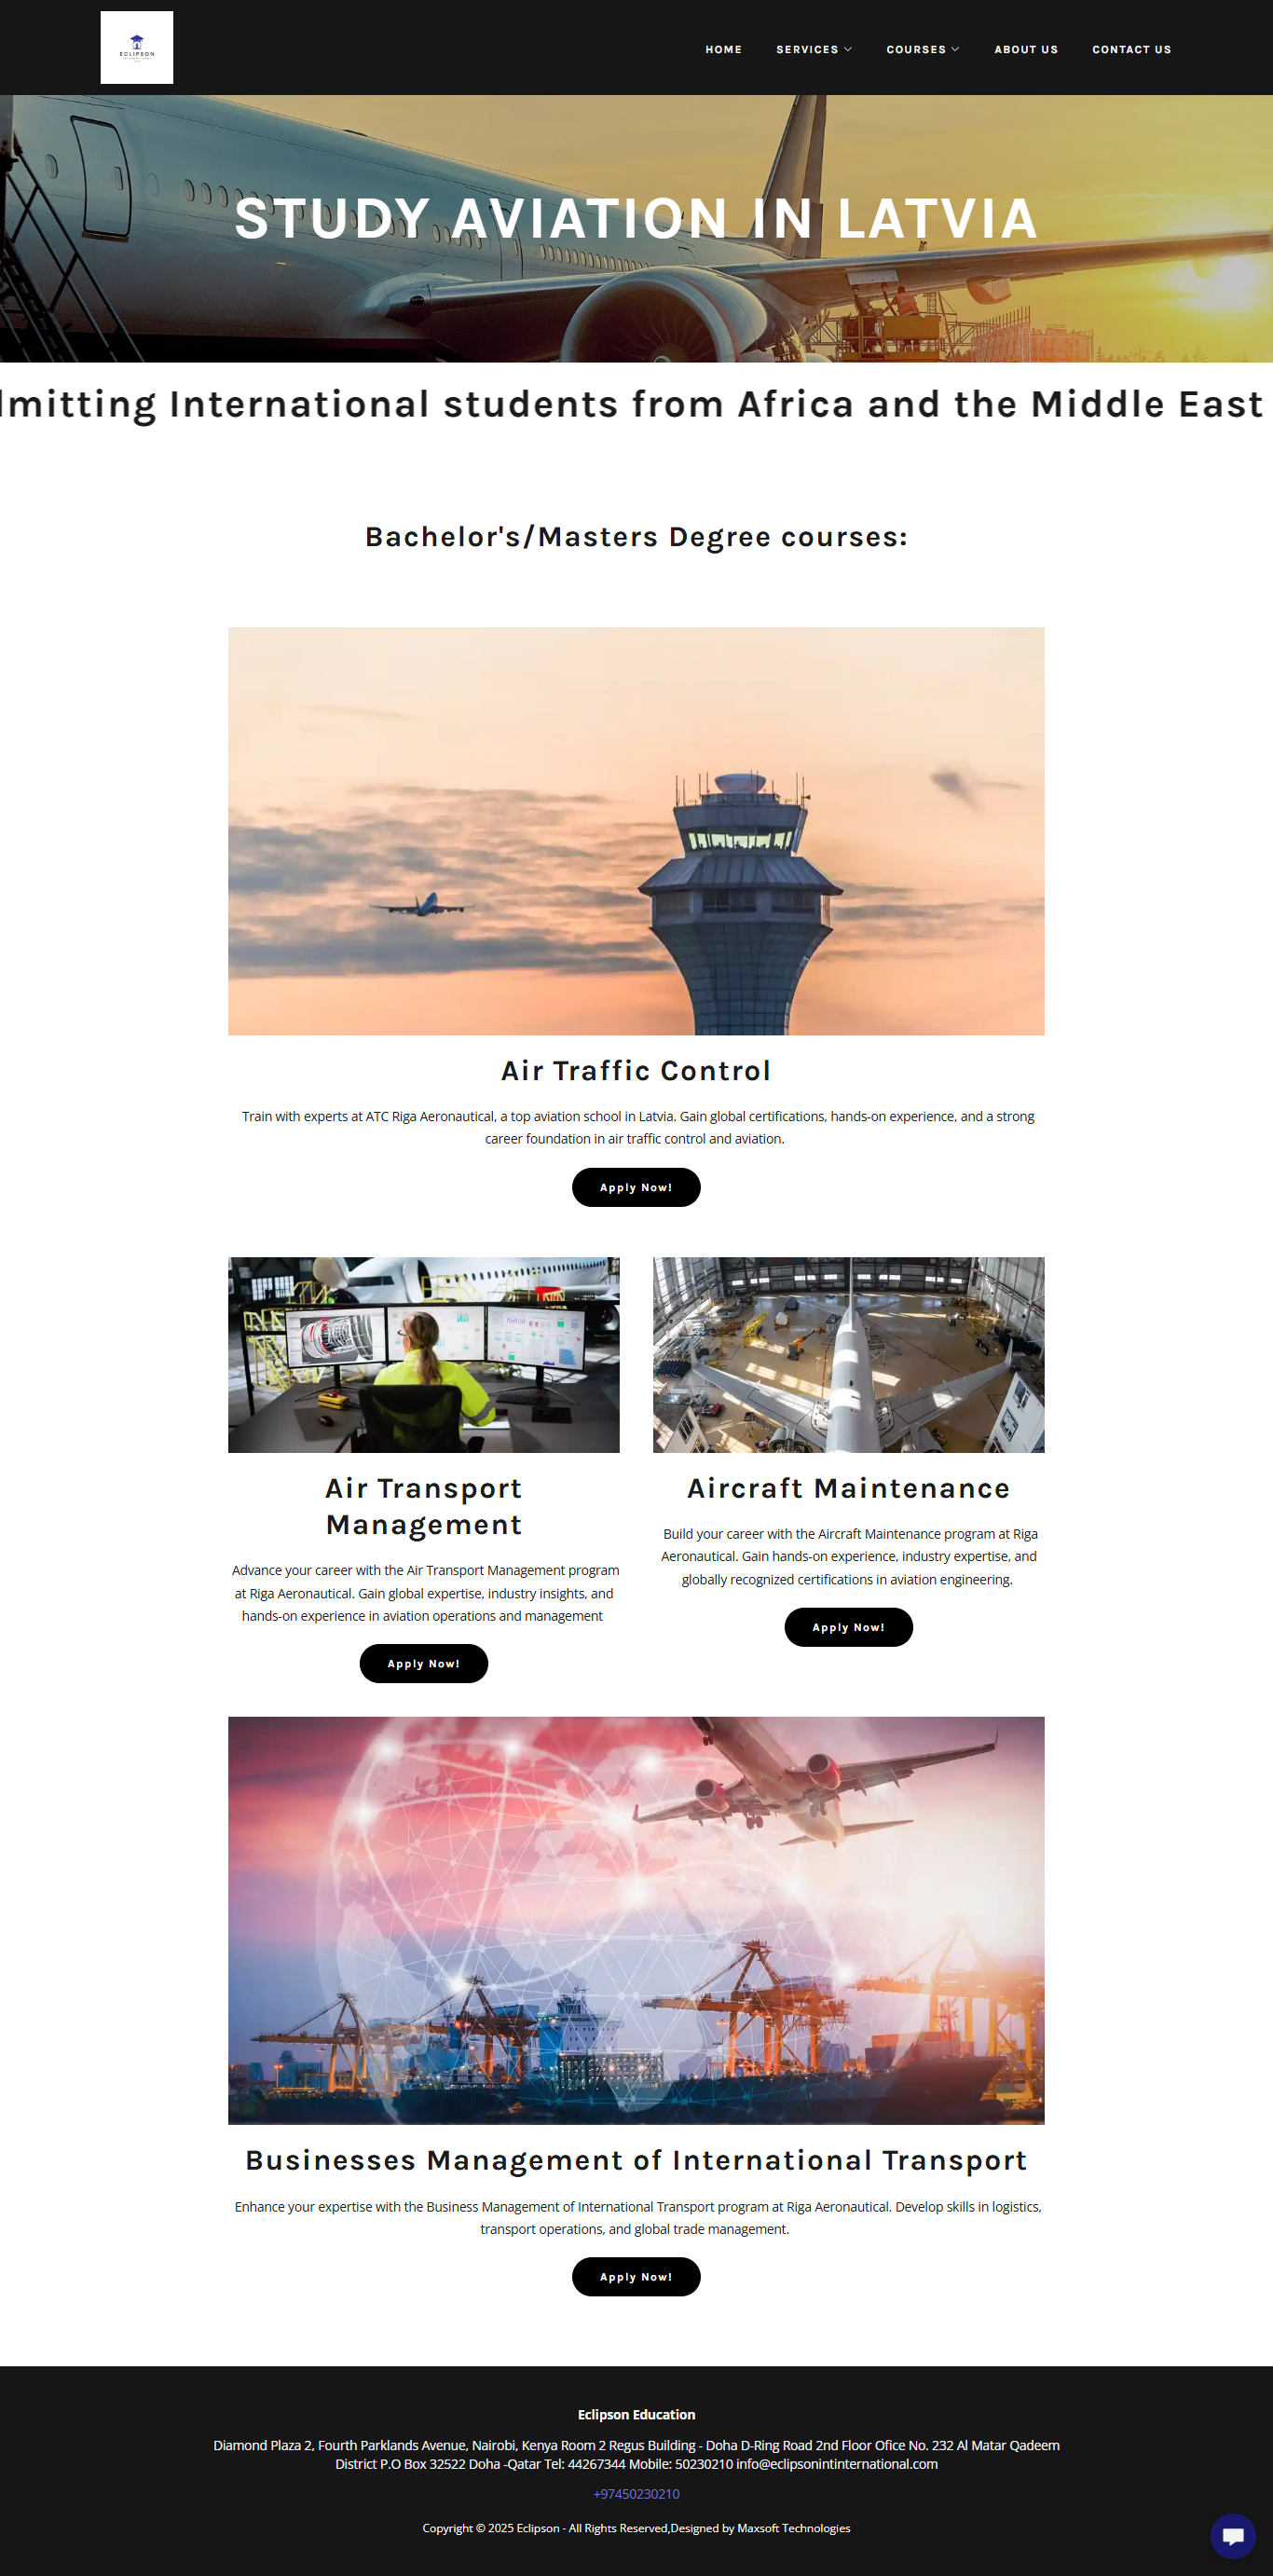 ECLIPSON
HOME
SERVICES
COURSES
ABOUT US
CONTACT US
STUDY AVIATION IN LATVIA
mitting International students from Africa and the Middle East
Bachelor's/Masters Degree courses:
Air Traffic Control
Train with experts at ATC Riga Aeronautical, a top aviation school in Latvia. Gain global certifications, hands-on experience, and a strong
career foundation in air traffic control and aviation.
Apply Now!
Air Transport
Management
Advance your career with the Air Transport Management program
at Riga Aeronautical. Gain global expertise, industry insights, and
hands-on experience in aviation operations and management
Apply Now!
Aircraft Maintenance
Build your career with the Aircraft Maintenance program at Riga
Aeronautical. Gain hands-on experience, industry expertise, and
globally recognized certifications in aviation engineering.
Apply Now!
Businesses Management of International Transport
Enhance your expertise with the Business Management of International Transport program at Riga Aeronautical. Develop skills in logistics,
transport operations, and global trade management.
Apply Now!
Eclipson Education
Diamond Plaza 2, Fourth Parklands Avenue, Nairobi, Kenya Room 2 Regus Building - Doha D-Ring Road 2nd Floor Ofice No. 232 Al Matar Qadeem
District P.O Box 32522 Doha -Qatar Tel: 44267344 Mobile: 50230210 info@eclipsonintinternational.com
+97450230210
Copyright © 2025 Eclipson - All Rights Reserved,Designed by Maxsoft Technologies